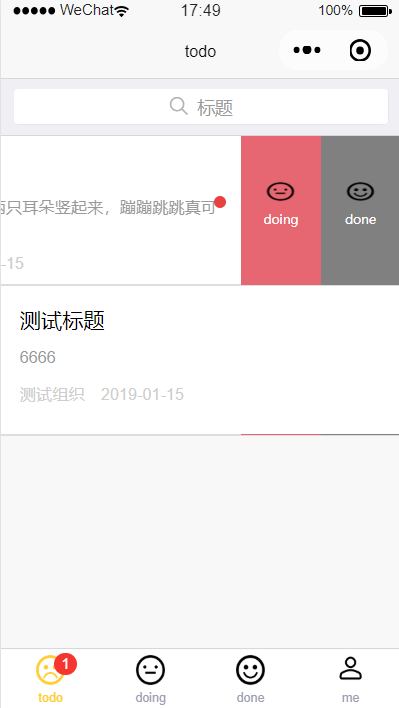 WeChat 17:49 100%
todo
标题
两只耳朵竖起来，蹦蹦跳跳真可
-15
doing done
测试标题
6666
测试组织 2019-01-15
1
todo doing done me